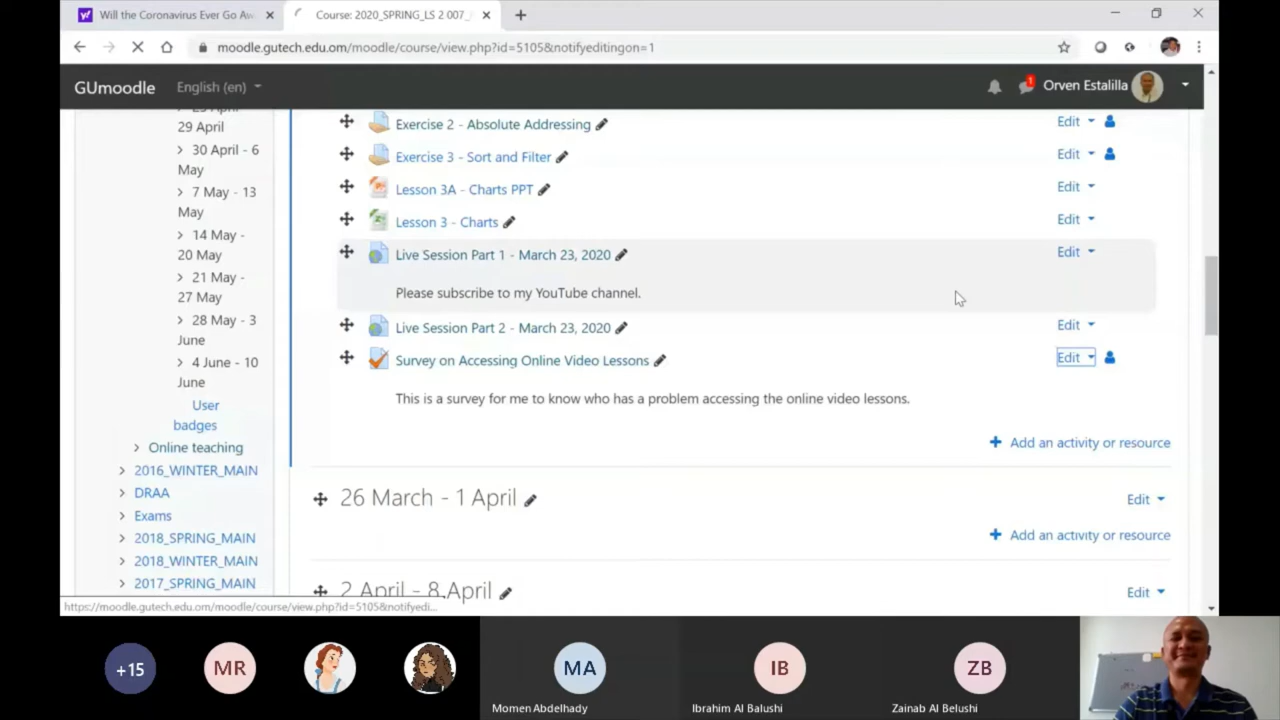 Will the Coronavirus Ever Go Aw
Course: 2020_SPRING_LS 2 007_
moodle.gutech.edu.om/moodle/course/view.php?id=5105&notifyeditingon=1
GUmoodle
English (en)
1
Orven Estalilla
29 April
30 April - 6
May
7 May - 13
May
14 May -
20 May
21 May -
27 May
28 May - 3
June
4 June - 10
June
User
badges
Online teaching
2016_WINTER_MAIN
DRAA
Exams
2018_SPRING_MAIN
2018_WINTER_MAIN
2017_SPRING_MAIN
Exercise 2 - Absolute Addressing
Edit
Exercise 3 - Sort and Filter
Edit
Lesson 3A - Charts PPT
Edit
Lesson 3 - Charts
Edit
Live Session Part 1 - March 23, 2020
Edit
Please subscribe to my YouTube channel.
Live Session Part 2 - March 23, 2020
Edit
Survey on Accessing Online Video Lessons
Edit
This is a survey for me to know who has a problem accessing the online video lessons.
Add an activity or resource
26 March - 1 April
Edit
Add an activity or resource
2 April - 8 April
Edit
https://moodle.gutech.edu.om/moodle/course/view.php?id=5105&notifyedi...
+15
MR
MA
IB
ZB
Momen Abdelhady
Ibrahim Al Balushi
Zainab Al Belushi